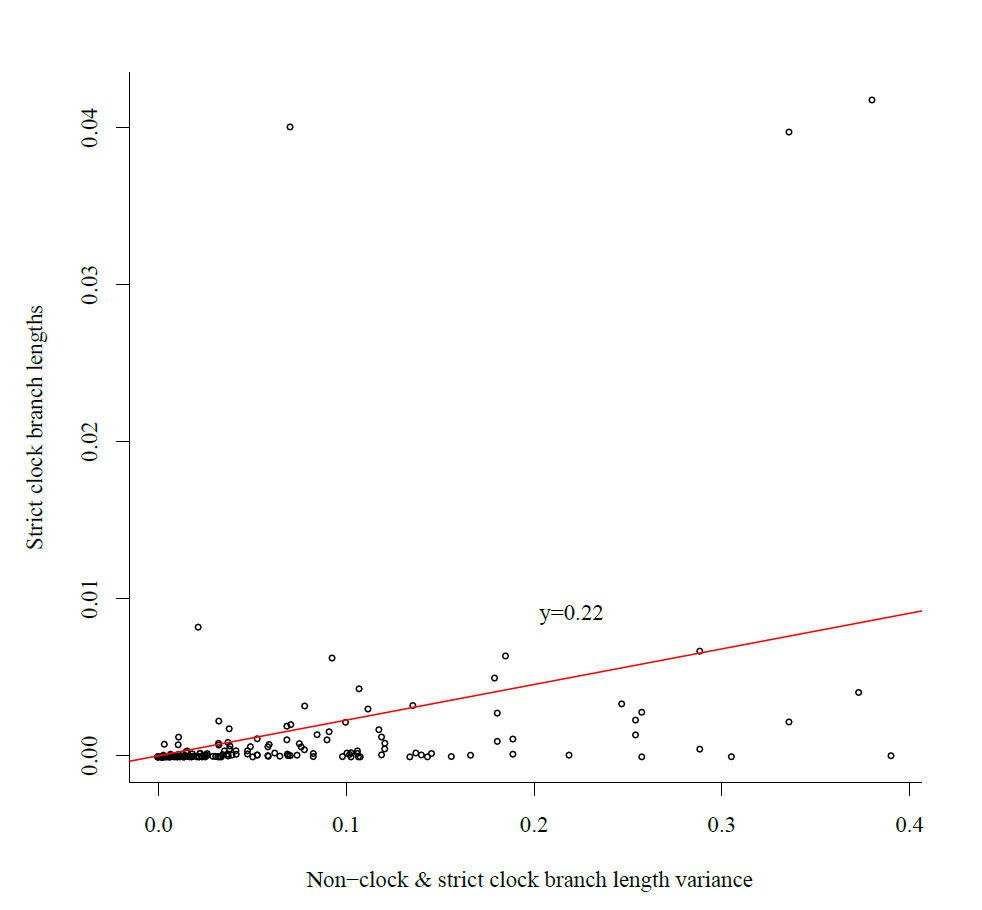 0.04
0.03
0.02
0.01
0.00
Strict clock branch lengths
y=0.22
0.0 0.1 0.2 0.3 0.4
Non−clock & strict clock branch length variance